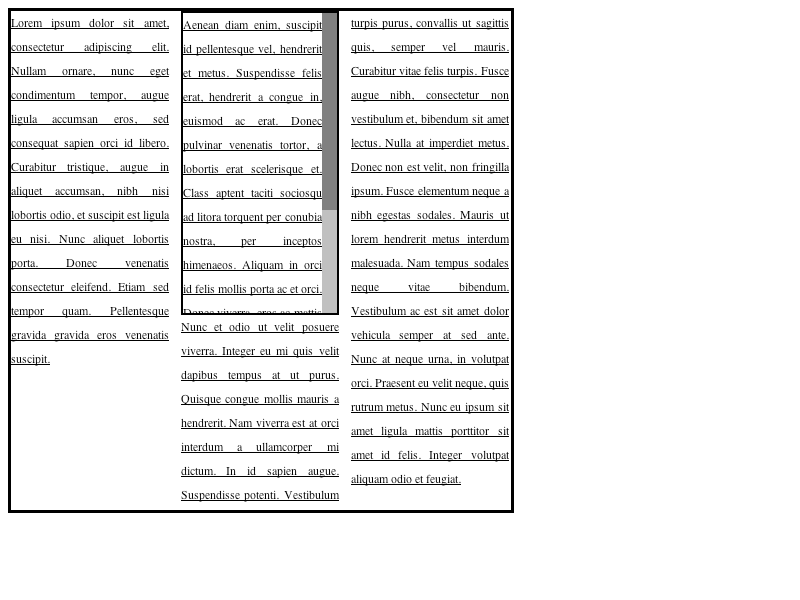 Lorem ipsum dolor sit amet,
consectetur adipiscing elit.
Nullam ornare, nunc eget
condimentum tempor, augue
ligula accumsan eros, sed
consequat sapien orci id libero.
Curabitur tristique, augue in
aliquet accumsan, nibh nisi
lobortis odio, et suscipit est ligula
eu nisi. Nunc aliquet lobortis
porta. Donec venenatis
consectetur eleifend. Etiam sed
tempor quam. Pellentesque
gravida gravida eros venenatis
suscipit.
Aenean diam enim, suscipit
id pellentesque vel, hendrerit
et metus. Suspendisse felis
erat, hendrerit a congue in,
euismod ac erat. Donec
pulvinar venenatis tortor, a
lobortis erat scelerisque et.
Class aptent taciti sociosqu
ad litora torquent per conubia
nostra, per inceptos
himenaeos. Aliquam in orci
id felis mollis porta ac et orci.
Donec viverra, eros ac mattis
Nunc et odio ut velit posuere
viverra. Integer eu mi quis velit
dapibus tempus at ut purus.
Quisque congue mollis mauris a
hendrerit. Nam viverra est at orci
interdum a ullamcorper mi
dictum. In id sapien augue.
Suspendisse potenti. Vestibulum
turpis purus, convallis ut sagittis
quis, semper vel mauris.
Curabitur vitae felis turpis. Fusce
augue nibh, consectetur non
vestibulum et, bibendum sit amet
lectus. Nulla at imperdiet metus.
Donec non est velit, non fringilla
ipsum. Fusce elementum neque a
nibh egestas sodales. Mauris ut
lorem hendrerit metus interdum
malesuada. Nam tempus sodales
neque vitae bibendum.
Vestibulum ac est sit amet dolor
vehicula semper at sed ante.
Nunc at neque urna, in volutpat
orci. Praesent eu velit neque, quis
rutrum metus. Nunc eu ipsum sit
amet ligula mattis porttitor sit
amet id felis. Integer volutpat
aliquam odio et feugiat.